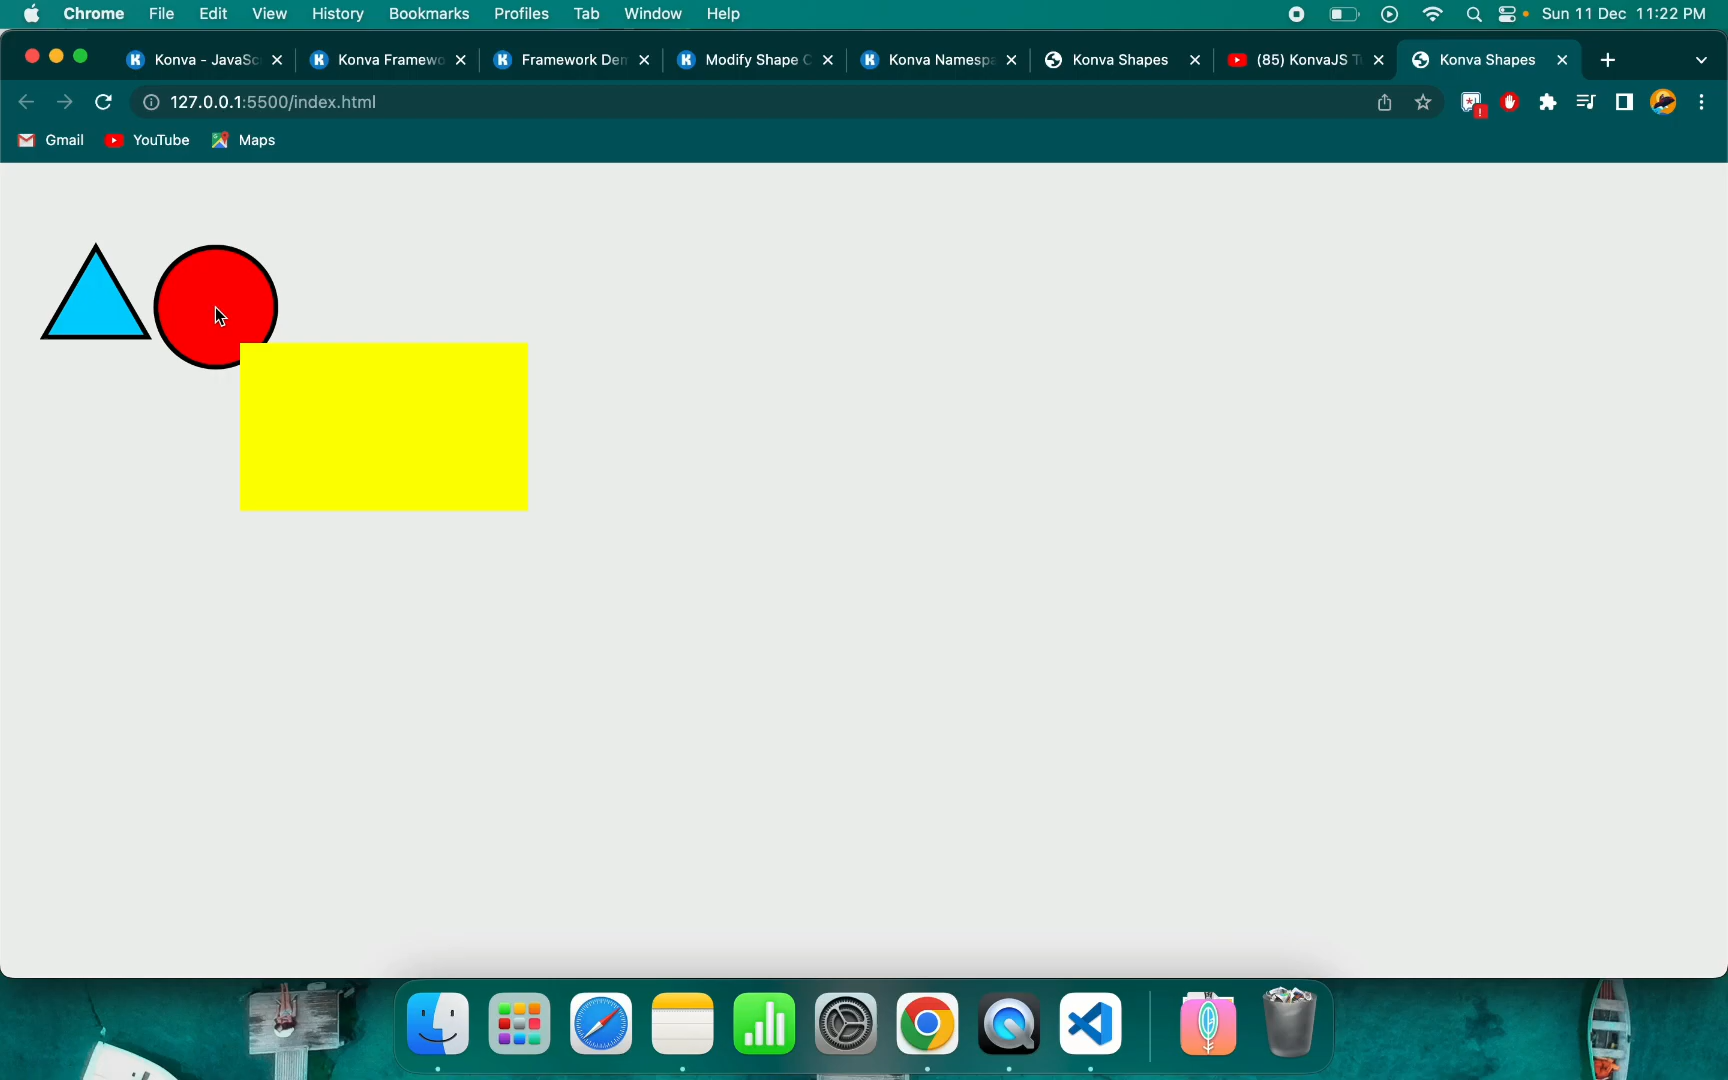 Chrome File Edit View History Bookmarks Profiles Tab Window Help Sun 11 Dec 11:22 PM
Konva - JavaSc Konva Framewo Framework Den Modify Shape C Konva Namespa Konva Shapes (85) KonvaJS T Konva Shapes
127.0.0.1:5500/index.html
Gmail YouTube Maps